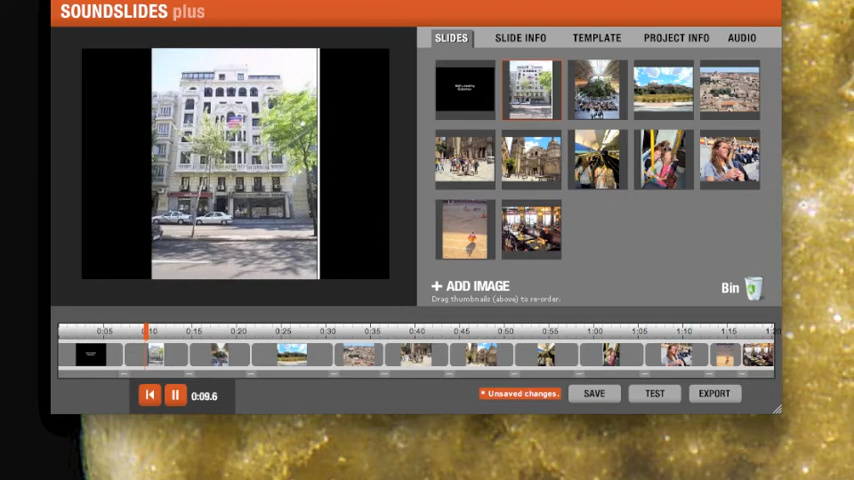 SOUNDSLIDES plus
SLIDES SLIDE INFO TEMPLATE PROJECT INFO AUDIO
+ ADD IMAGE
Drag thumbnails (above) to re-order.
Bin
0:05 0:10 0:15 0:20 0:25 0:30 0:35 0:40 0:45 0:50 0:55 1:00 1:05 1:10 1:15 1:20
0:09.6
* Unsaved changes.
SAVE TEST EXPORT